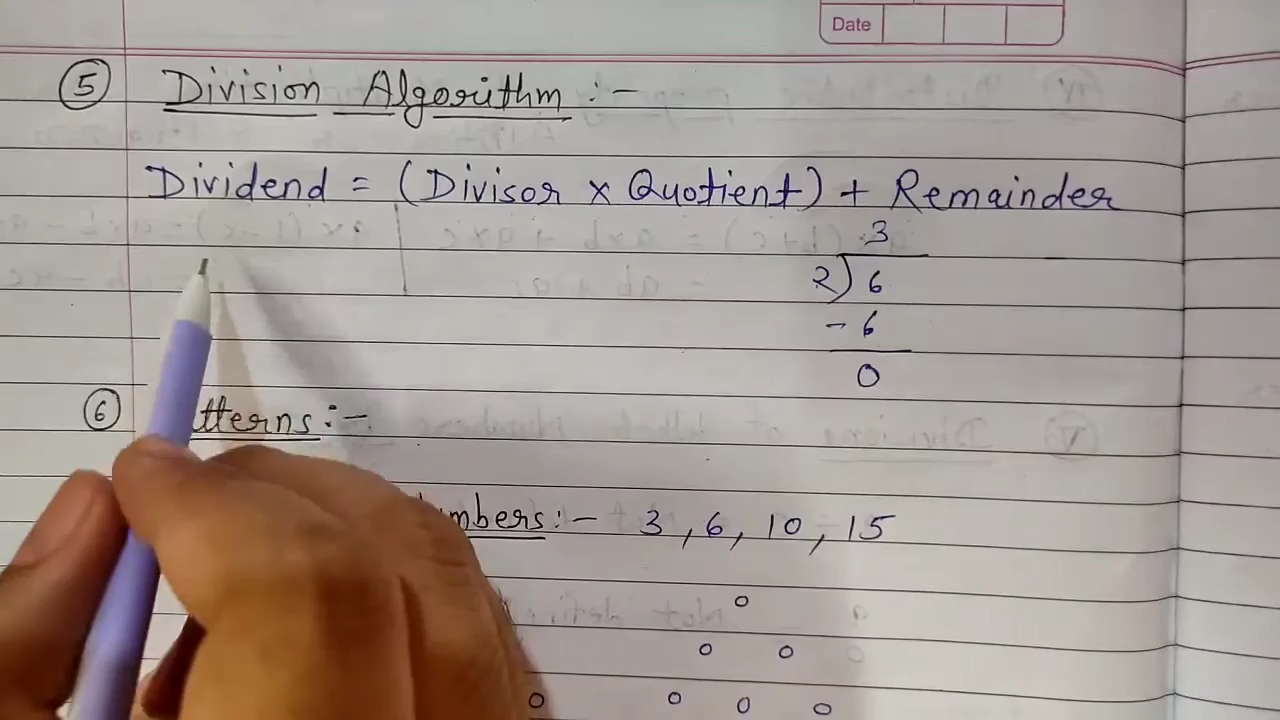 Date
⑤ Division Algorithm :-
Dividend = (Divisor × Quotient) + Remainder
3
2) 6
- 6
0
⑥ tterns :-
mbers :- 3, 6, 10, 15